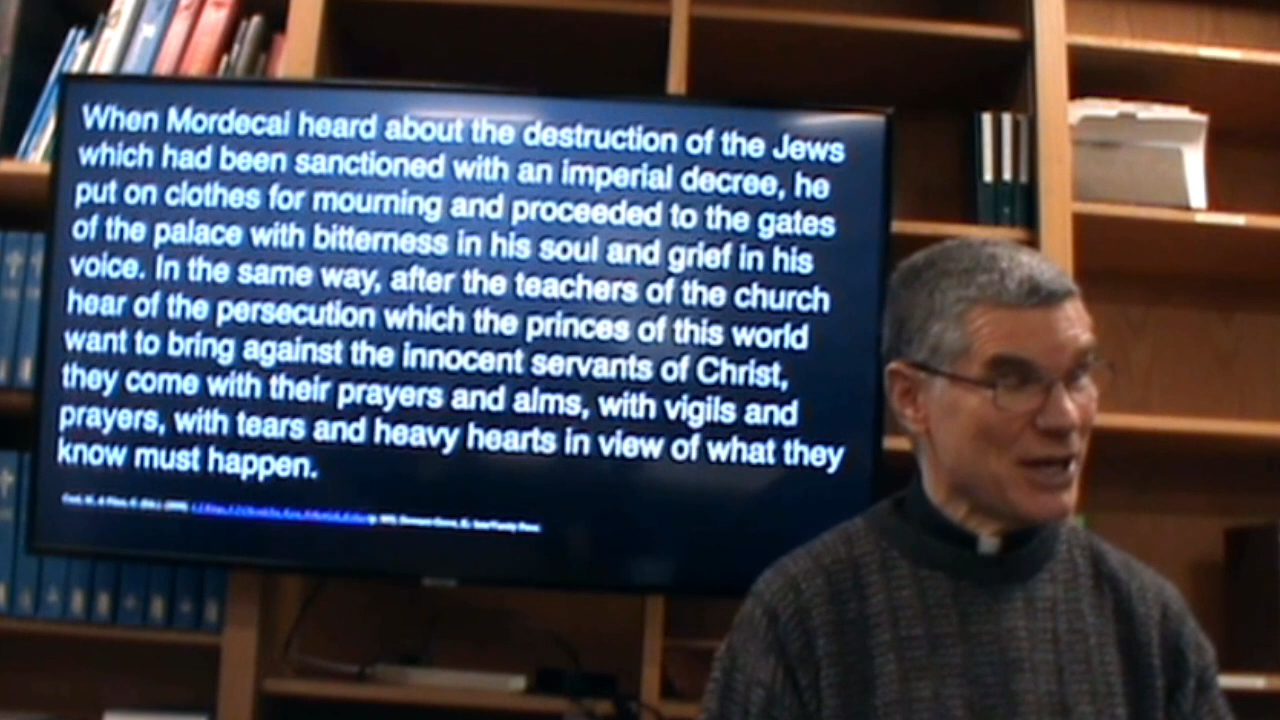 When Mordecai heard about the destruction of the Jews
which had been sanctioned with an imperial decree, he
put on clothes for mourning and proceeded to the gates
of the palace with bitterness in his soul and grief in his
voice. In the same way, after the teachers of the church
hear of the persecution which the princes of this world
want to bring against the innocent servants of Christ,
they come with their prayers and alms, with vigils and
prayers, with tears and heavy hearts in view of what they
know must happen.